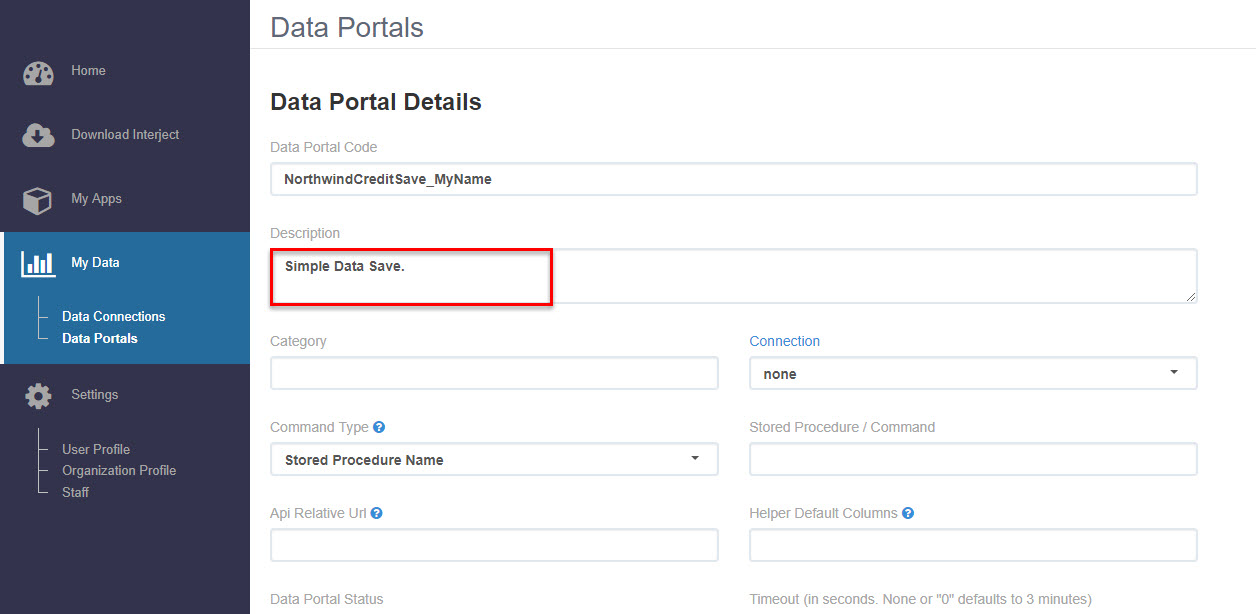 Home
Download Interject
My Apps
My Data
Data Connections
Data Portals
Settings
User Profile
Organization Profile
Staff
Data Portals
Data Portal Details
Data Portal Code
NorthwindCreditSave_MyName
Description
Simple Data Save.
Category
Connection
none
Command Type ?
Stored Procedure / Command
Stored Procedure Name
Api Relative Url ?
Helper Default Columns ?
Data Portal Status
Timeout (in seconds. None or "0" defaults to 3 minutes)